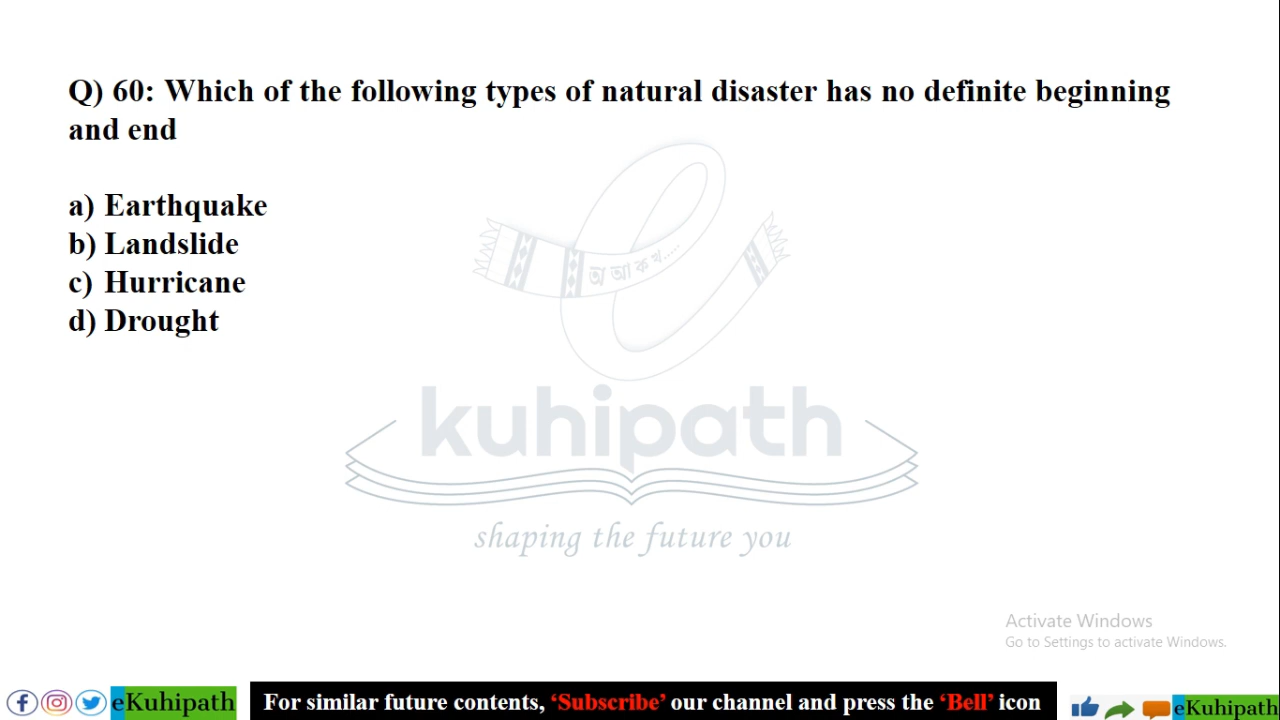 Q) 60: Which of the following types of natural disaster has no definite beginning
and end
a) Earthquake
b) Landslide
c) Hurricane
d) Drought
অ আ ক খ.....
kuhipath
shaping the future you
Activate Windows
Go to Settings to activate Windows.
eKuhipath
For similar future contents, ‘Subscribe’ our channel and press the ‘Bell’ icon
eKuhipath